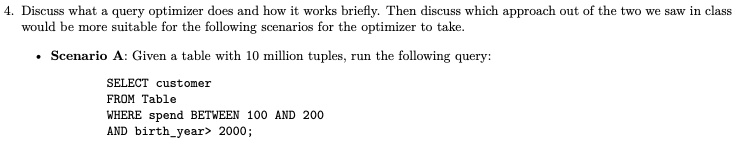 4. Discuss what a query optimizer does and how it works briefly. Then discuss which approach out of the two we saw in class
would be more suitable for the following scenarios for the optimizer to take.
• Scenario A: Given a table with 10 million tuples, run the following query:
SELECT customer
FROM Table
WHERE spend BETWEEN 100 AND 200
AND birth_year> 2000;